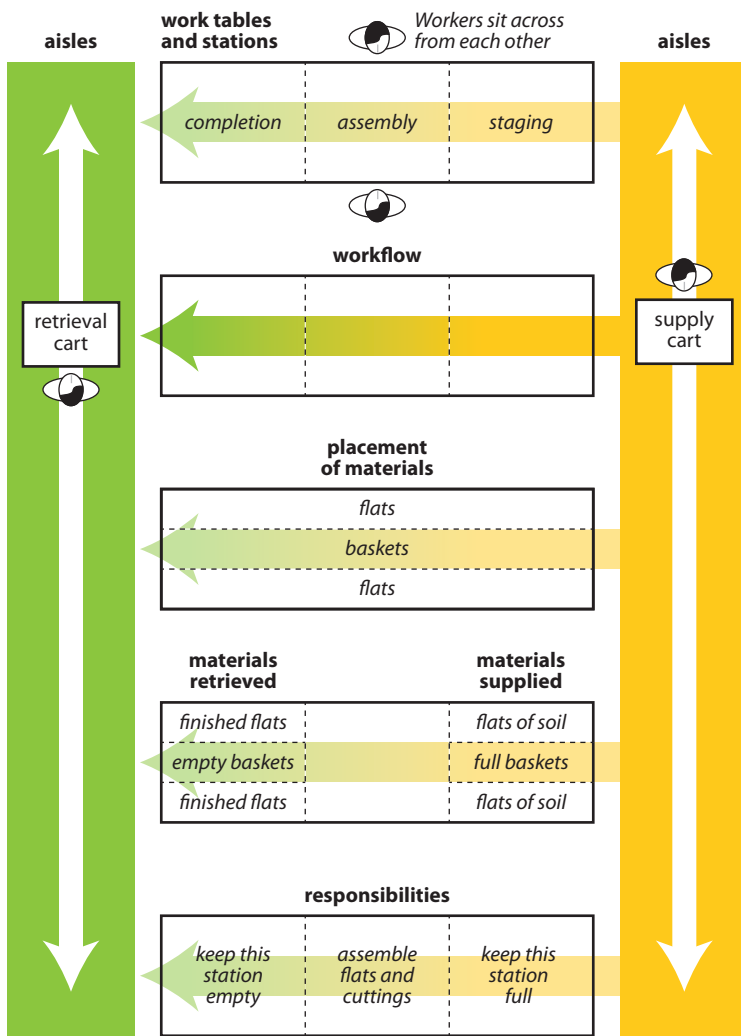 aisles
work tables
and stations
Workers sit across
from each other
aisles
completion
assembly
staging
workflow
retrieval
cart
supply
cart
placement
of materials
flats
baskets
flats
materials
retrieved
materials
supplied
finished flats
flats of soil
empty baskets
full baskets
finished flats
flats of soil
responsibilities
keep this
station
empty
assemble
flats and
cuttings
keep this
station
full